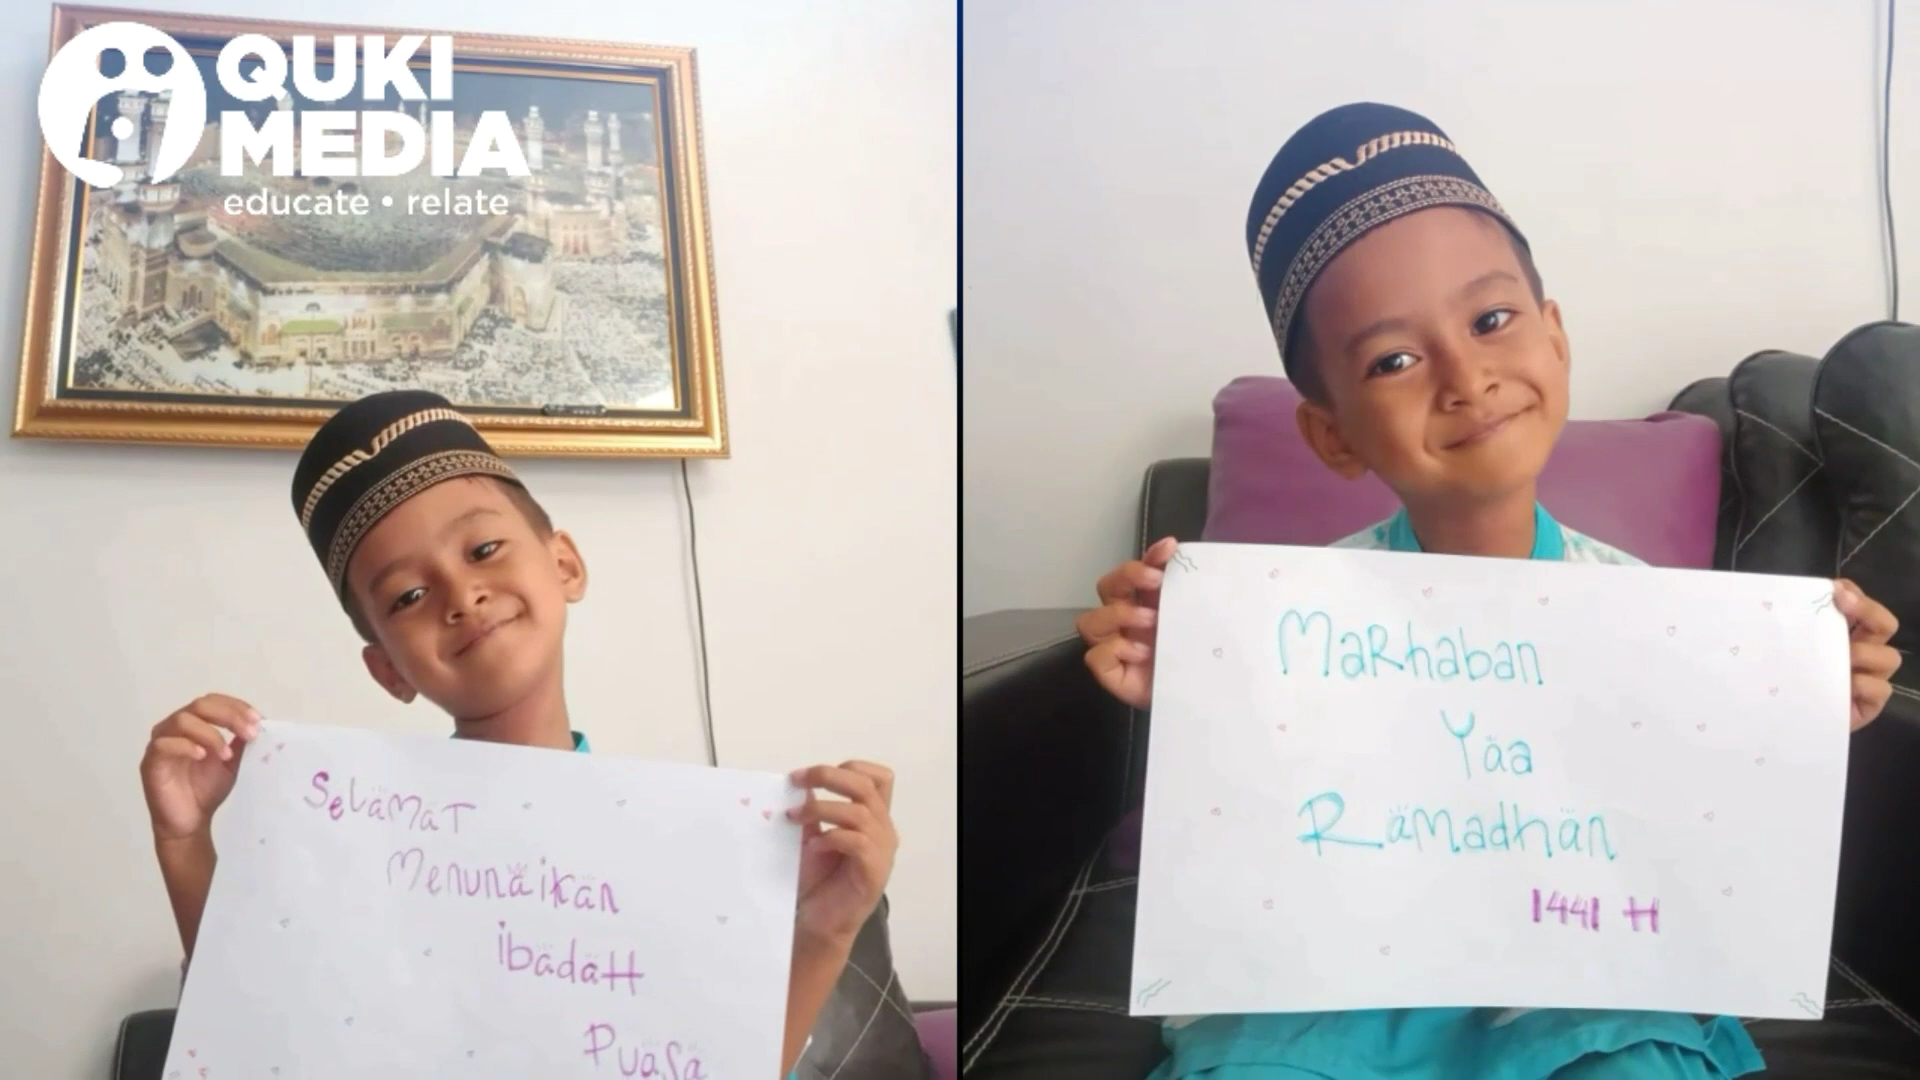 QUKI
MEDIA
educate • relate
SelamaT
Menunaikan
ibadaH
Puasa
MaRhaban
Yaa
Ramadhan
1441 H